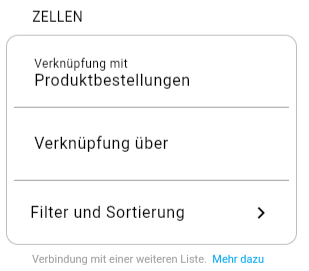 ZELLEN
Verknüpfung mit
Produktbestellungen
Verknüpfung über
Filter und Sortierung
Verbindung mit einer weiteren Liste. Mehr dazu